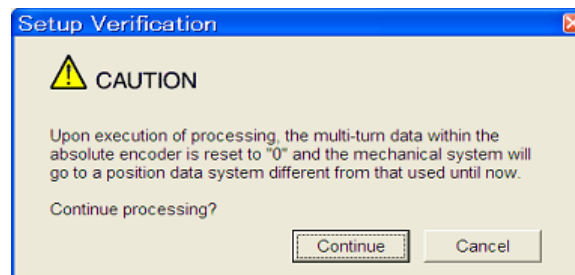 Setup Verification
CAUTION
Upon execution of processing, the multi-turn data within the
absolute encoder is reset to "0" and the mechanical system will
go to a position data system different from that used until now.
Continue processing?
Continue Cancel